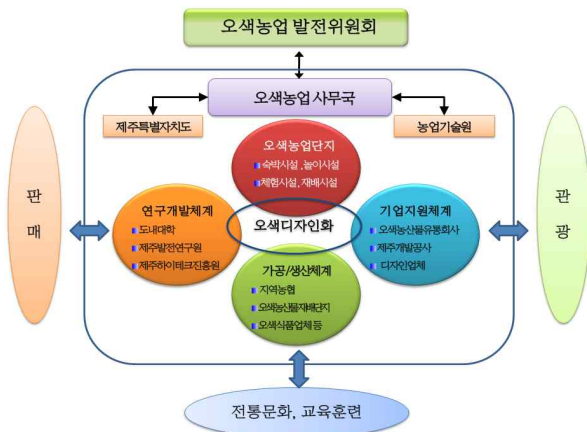 오색농업 발전위원회
오색농업 사무국
제주특별자치도
농업기술원
오색농업단지
숙박시설, 놀이시설
체험시설, 재배시설
판
매
연구개발체계
도내대학
제주발전연구원
제주하이테크진흥원
오색디자인화
기업지원체계
오색농산물유통회사
제주개발공사
디자인업체
관
광
가공/생산체계
지역농협
오색농산물재배단지
오색식품업체 등
전통문화, 교육훈련